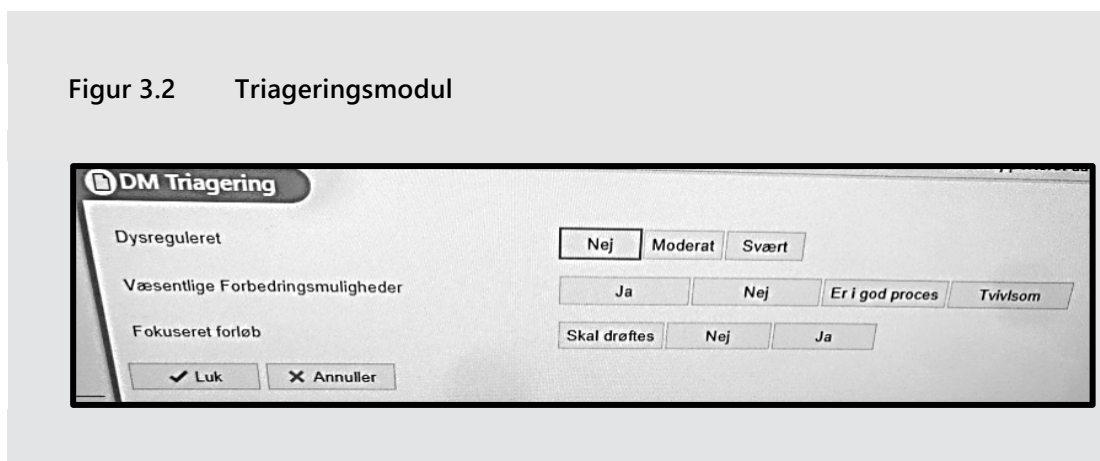 Figur 3.2 Triageringsmodul
DM Triagering
Dysreguleret Nej Moderat Svært
Væsentlige Forbedringsmuligheder Ja Nej Er i god proces Tvivlsom
Fokuseret forløb Skal drøftes Nej Ja
Luk Annuller